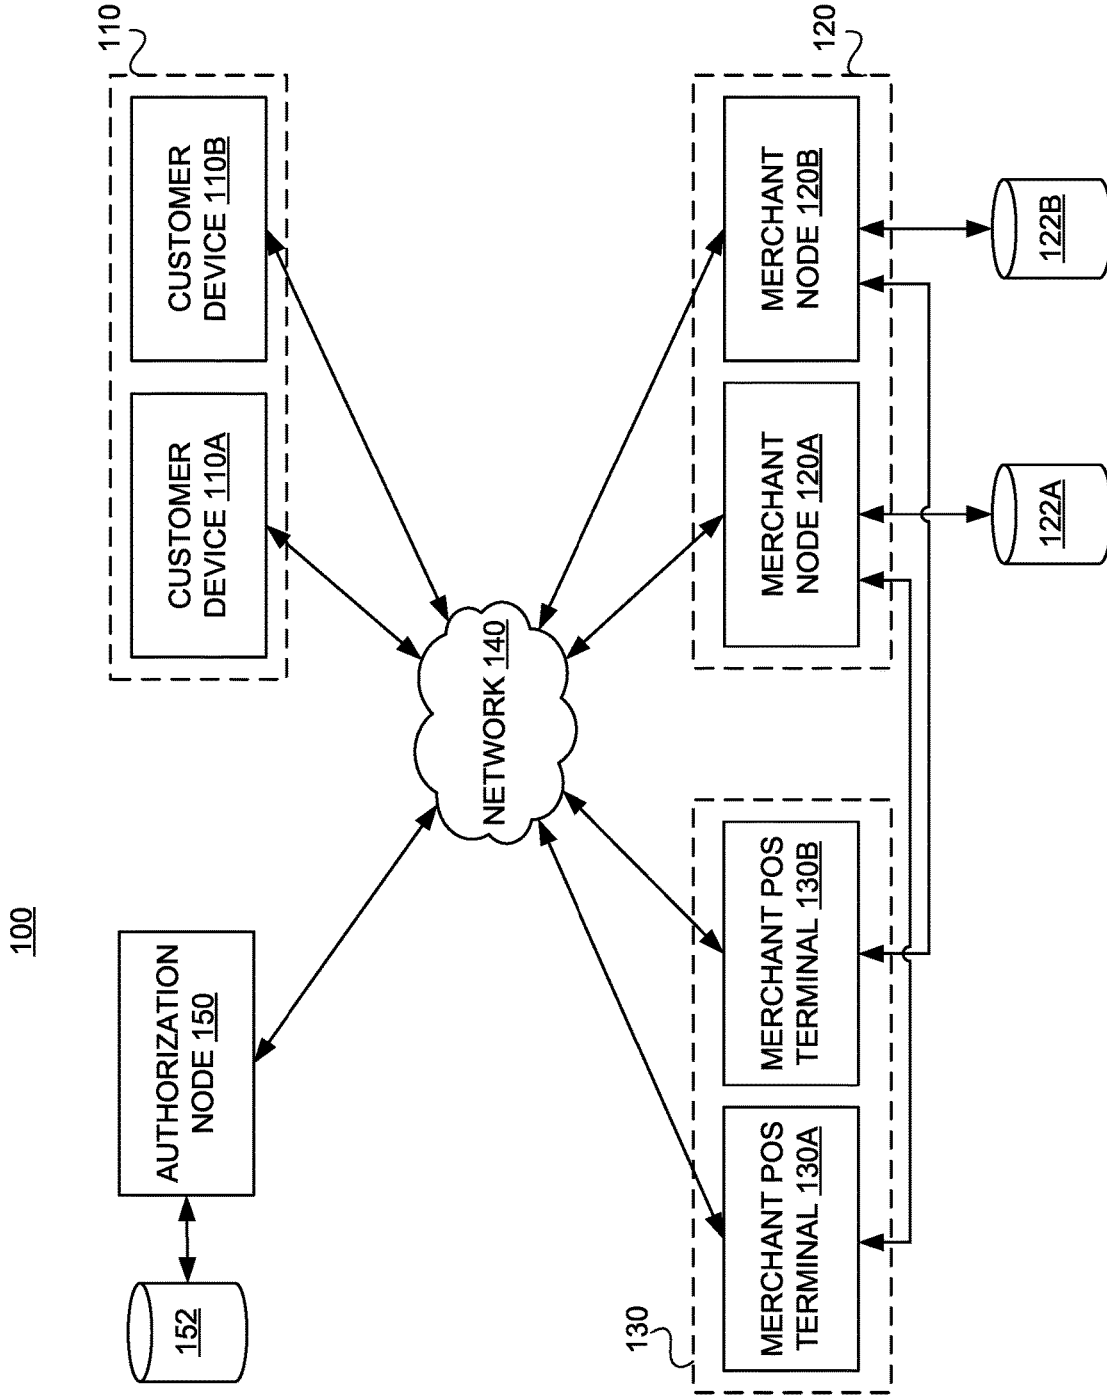 100
152
AUTHORIZATION
NODE 150
CUSTOMER
DEVICE 110A
CUSTOMER
DEVICE 110B
110
NETWORK 140
130
MERCHANT POS
TERMINAL 130A
MERCHANT POS
TERMINAL 130B
MERCHANT
NODE 120A
MERCHANT
NODE 120B
120
122A
122B